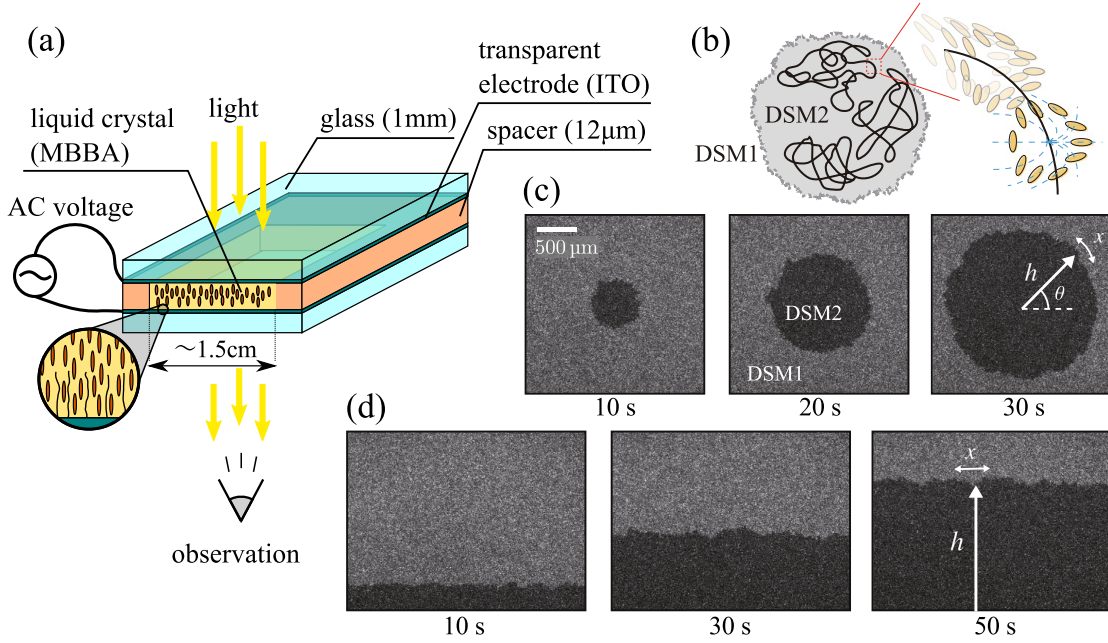 (a)
light
liquid crystal
(MBBA)
glass (1mm)
transparent
electrode (ITO)
spacer (12μm)
AC voltage
~1.5cm
observation
(b)
DSM2
DSM1
(c)
500 μm
10 s
DSM2
DSM1
20 s
x
h
θ
30 s
(d)
10 s
30 s
x
h
50 s